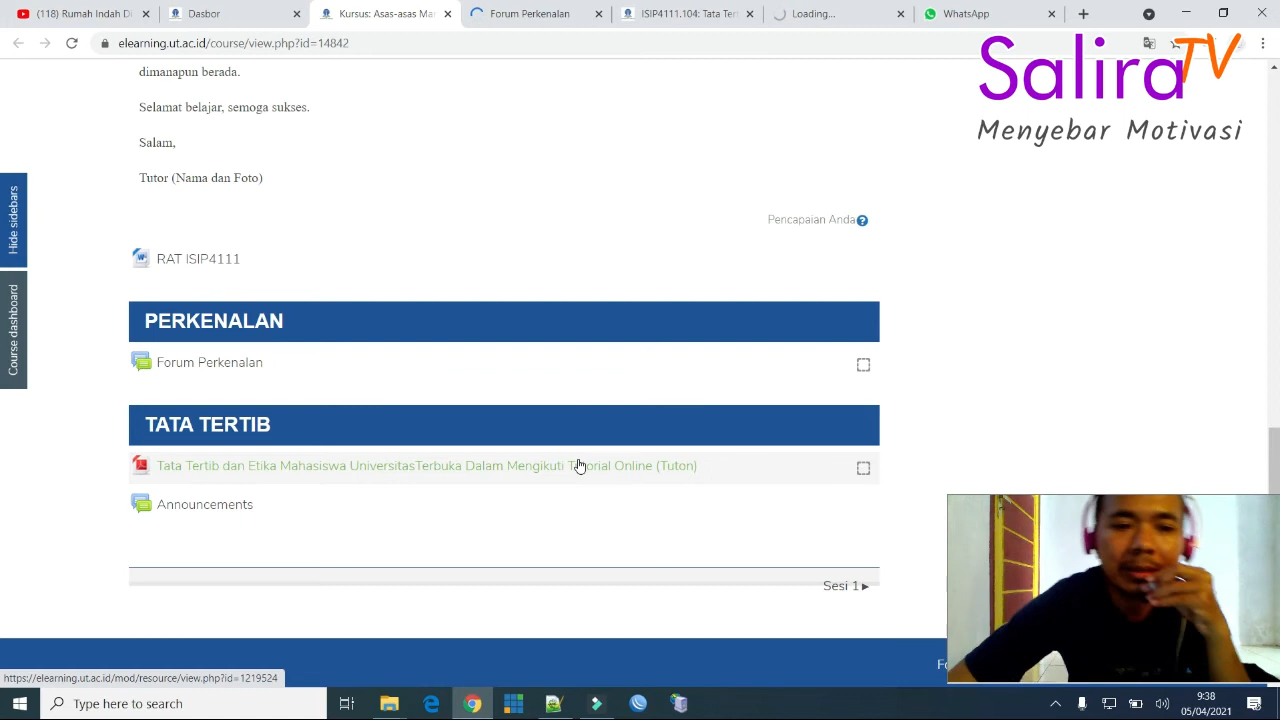 (118) Rumah Indah Di
Dasbor
Kursus: Asas-asas Ma
Forum Perkenalan
ISIP4111.104: TataTert
Loading...
WhatsApp
elearning.ut.ac.id/course/view.php?id=14842
SaliraTV
Menyebar Motivasi
dimanapun berada.
Selamat belajar, semoga sukses.
Salam,
Tutor (Nama dan Foto)
Hide sidebars
Course dashboard
Pencapaian Anda
RAT ISIP4111
PERKENALAN
Forum Perkenalan
TATA TERTIB
Tata Tertib dan Etika Mahasiswa UniversitasTerbuka Dalam Mengikuti Tutorial Online (Tuton)
Announcements
Sesi 1
https://elearning.ut.ac.id/mod/resource/view.php?id=1219524
Type here to search
9:38
05/04/2021